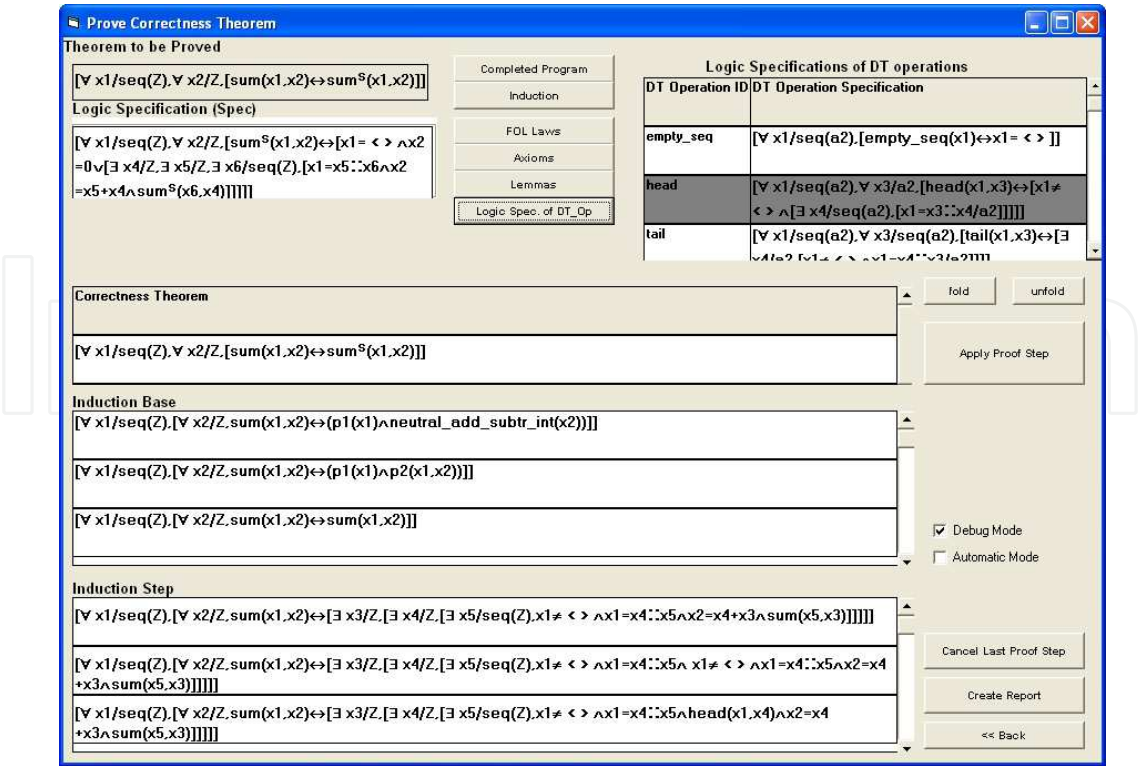 Prove Correctness Theorem
Theorem to be Proved
[∀ x1/seq(Z),∀ x2/Z,[sum(x1,x2)↔sumˢ(x1,x2)]]
Logic Specification (Spec)
[∀ x1/seq(Z),∀ x2/Z,[sumˢ(x1,x2)↔[x1= < > ∧x2
=0∨[∃ x4/Z,∃ x5/Z,∃ x6/seq(Z),[x1=x5::x6∧x2
=x5+x4∧sumˢ(x6,x4)]]]]]
Completed Program
Induction
FOL Laws
Axioms
Lemmas
Logic Spec. of DT_Op
Logic Specifications of DT operations
DT Operation ID DT Operation Specification
empty_seq [∀ x1/seq(a2),[empty_seq(x1)↔x1= < > ]]
head [∀ x1/seq(a2),∀ x3/a2,[head(x1,x3)↔[x1≠
< > ∧[∃ x4/seq(a2),[x1=x3::x4/a2]]]]]
tail [∀ x1/seq(a2),∀ x3/seq(a2),[tail(x1,x3)↔[∃
x4/a2,[x1≠ < > ∧x1=x4::x3/a2]]]]
Correctness Theorem
[∀ x1/seq(Z),∀ x2/Z,[sum(x1,x2)↔sumˢ(x1,x2)]]
fold
unfold
Apply Proof Step
Induction Base
[∀ x1/seq(Z),[∀ x2/Z,sum(x1,x2)↔(p1(x1)∧neutral_add_subtr_int(x2))]]
[∀ x1/seq(Z),[∀ x2/Z,sum(x1,x2)↔(p1(x1)∧p2(x1,x2))]]
[∀ x1/seq(Z),[∀ x2/Z,sum(x1,x2)↔sum(x1,x2)]]
Debug Mode
Automatic Mode
Induction Step
[∀ x1/seq(Z),[∀ x2/Z,sum(x1,x2)↔[∃ x3/Z,[∃ x4/Z,[∃ x5/seq(Z),x1≠ < > ∧x1=x4::x5∧x2=x4+x3∧sum(x5,x3)]]]]]
[∀ x1/seq(Z),[∀ x2/Z,sum(x1,x2)↔[∃ x3/Z,[∃ x4/Z,[∃ x5/seq(Z),x1≠ < > ∧x1=x4::x5∧ x1≠ < > ∧x1=x4::x5∧x2=x4
+x3∧sum(x5,x3)]]]]]
[∀ x1/seq(Z),[∀ x2/Z,sum(x1,x2)↔[∃ x3/Z,[∃ x4/Z,[∃ x5/seq(Z),x1≠ < > ∧x1=x4::x5∧head(x1,x4)∧x2=x4
+x3∧sum(x5,x3)]]]]]
Cancel Last Proof Step
Create Report
<< Back